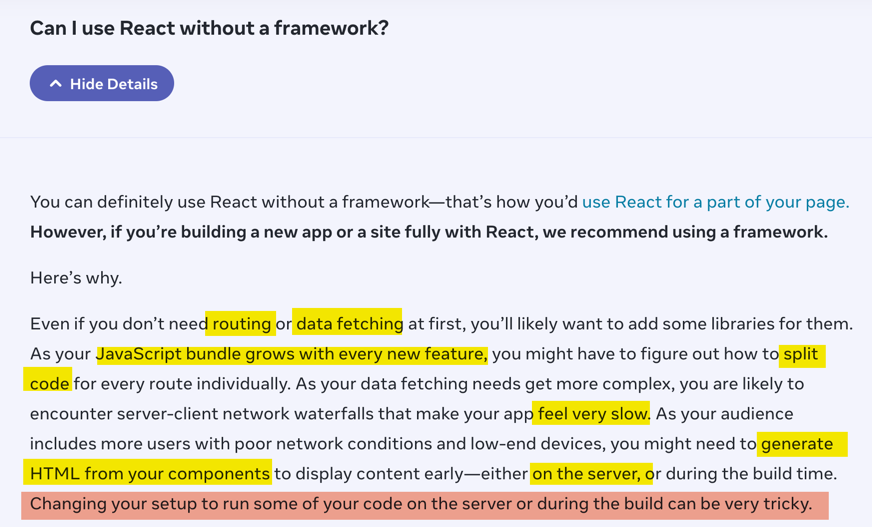 Can I use React without a framework?
Hide Details
You can definitely use React without a framework—that’s how you’d use React for a part of your page.
However, if you’re building a new app or a site fully with React, we recommend using a framework.
Here’s why.
Even if you don’t need routing or data fetching at first, you’ll likely want to add some libraries for them.
As your JavaScript bundle grows with every new feature, you might have to figure out how to split
code for every route individually. As your data fetching needs get more complex, you are likely to
encounter server-client network waterfalls that make your app feel very slow. As your audience
includes more users with poor network conditions and low-end devices, you might need to generate
HTML from your components to display content early—either on the server, or during the build time.
Changing your setup to run some of your code on the server or during the build can be very tricky.